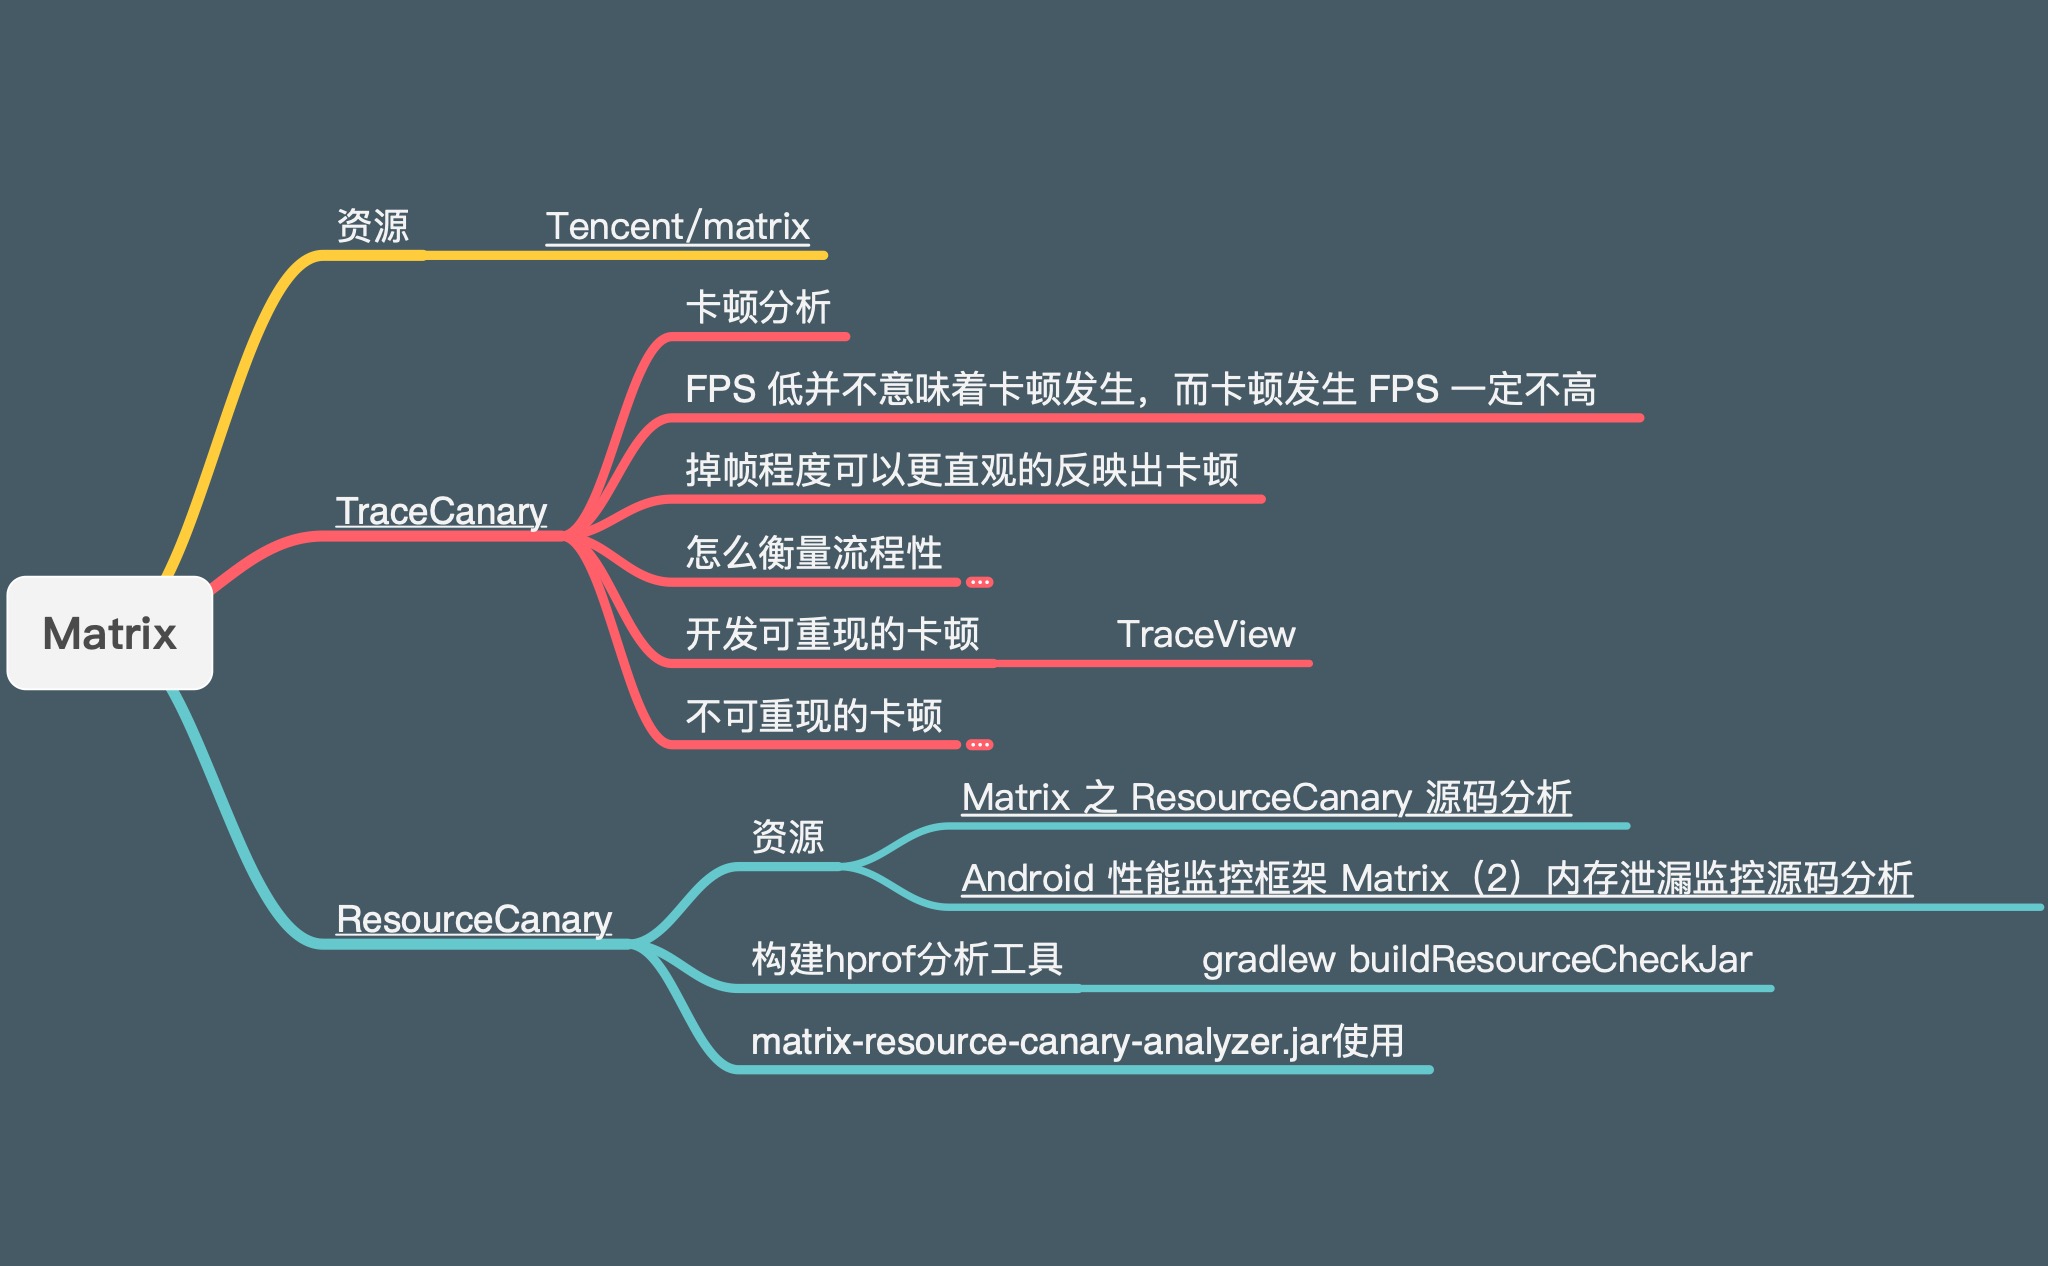 资源
Tencent/matrix
卡顿分析
FPS 低并不意味着卡顿发生，而卡顿发生 FPS 一定不高
掉帧程度可以更直观的反映出卡顿
TraceCanary
怎么衡量流程性
开发可重现的卡顿
TraceView
Matrix
不可重现的卡顿
Matrix 之 ResourceCanary 源码分析
资源
Android 性能监控框架 Matrix（2）内存泄漏监控源码分析
ResourceCanary
构建hprof分析工具
gradlew buildResourceCheckJar
matrix-resource-canary-analyzer.jar使用